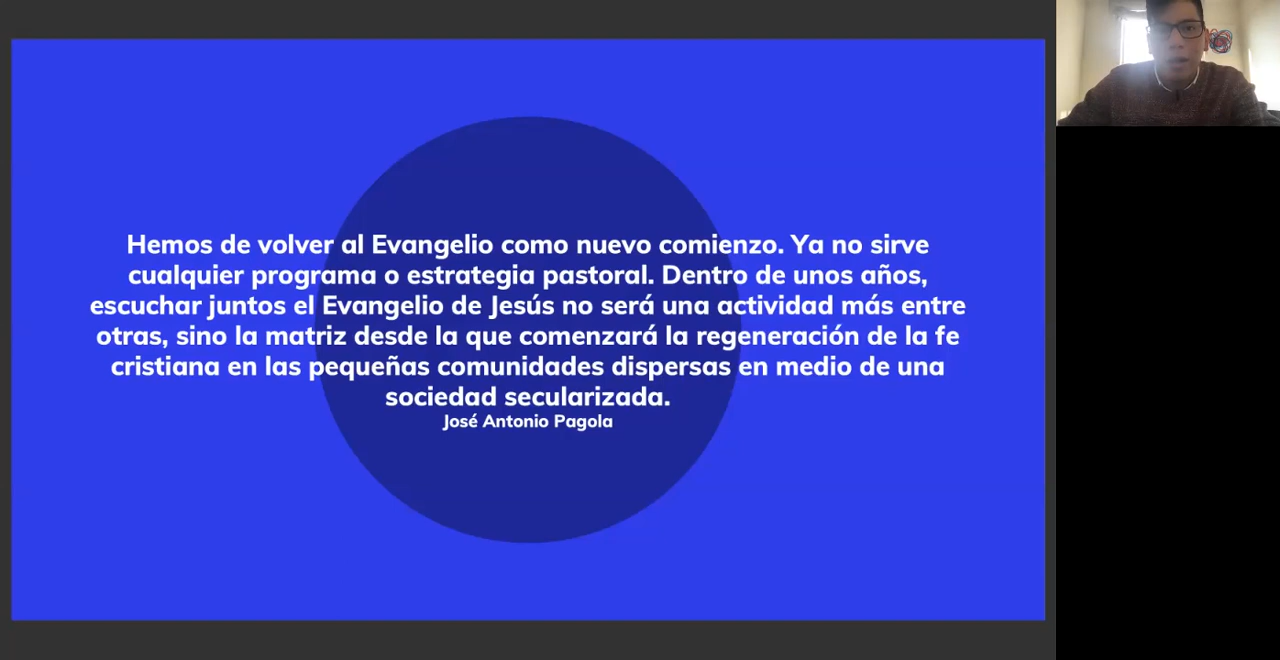 Hemos de volver al Evangelio como nuevo comienzo. Ya no sirve
cualquier programa o estrategia pastoral. Dentro de unos años,
escuchar juntos el Evangelio de Jesús no será una actividad más entre
otras, sino la matriz desde la que comenzará la regeneración de la fe
cristiana en las pequeñas comunidades dispersas en medio de una
sociedad secularizada.
José Antonio Pagola